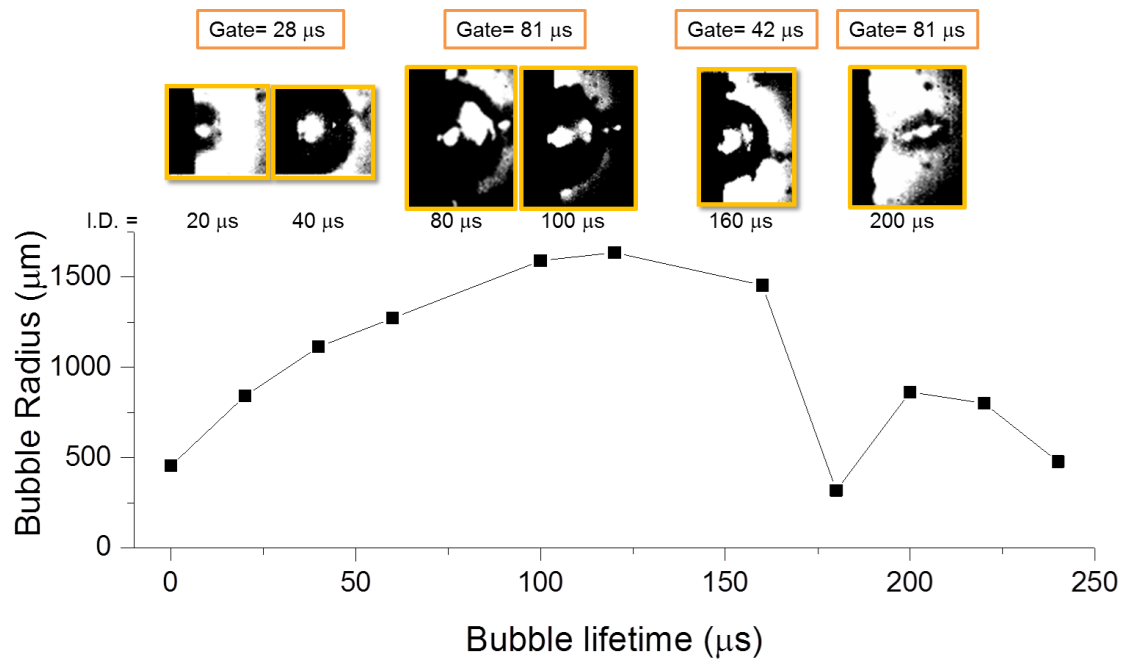 Gate= 28 μs
Gate= 81 μs
Gate= 42 μs
Gate= 81 μs
I.D. = 20 μs 40 μs 80 μs 100 μs 160 μs 200 μs
Bubble Radius (μm)
1500
1000
500
0
0 50 100 150 200 250
Bubble lifetime (μs)